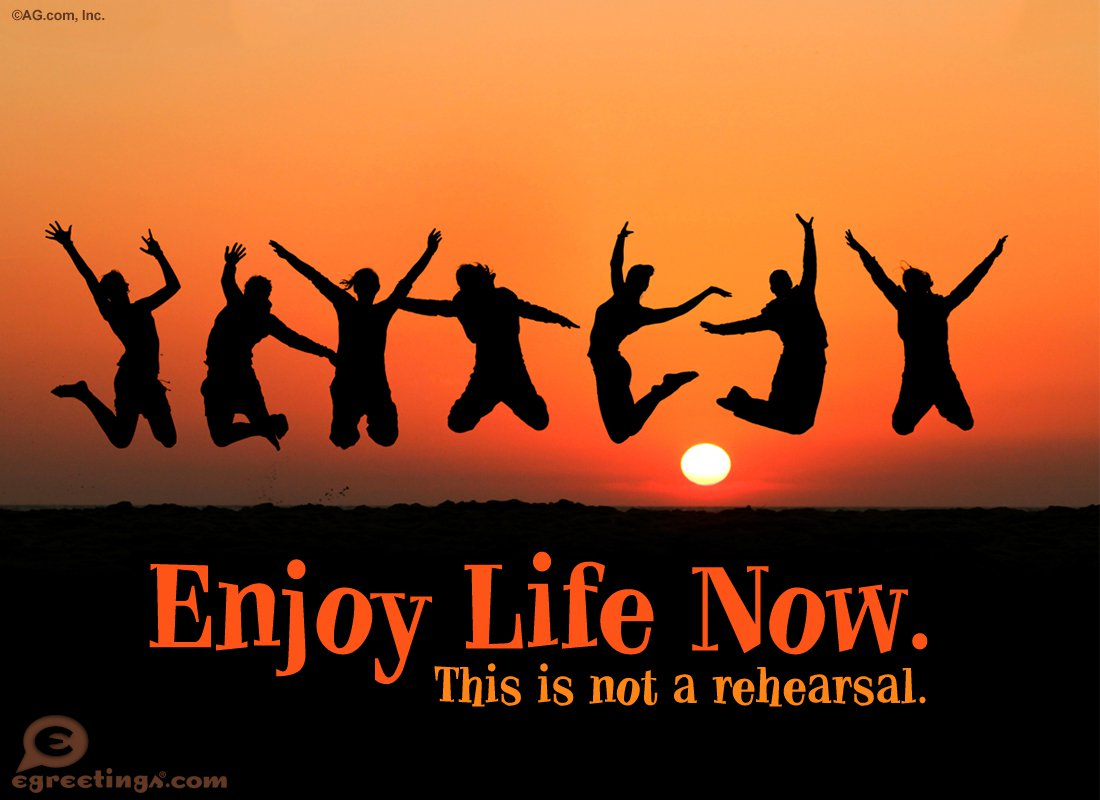 ©AG.com, Inc.
Enjoy Life Now.
This is not a rehearsal.
e
egreetings®.com